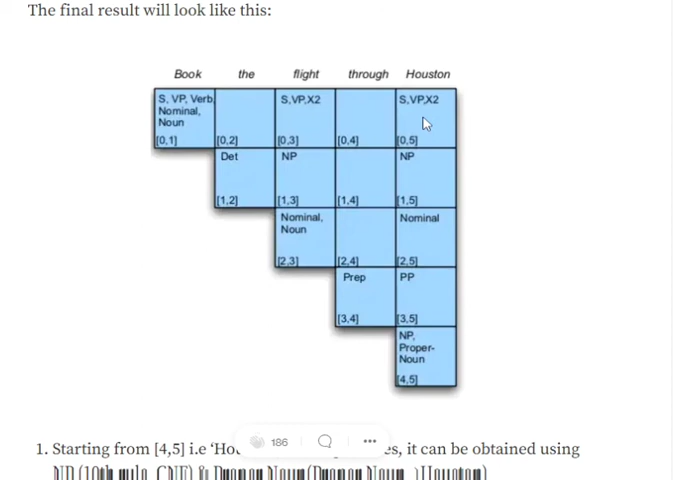 The final result will look like this:
Book the flight through Houston
S, VP, Verb, Nominal, Noun
[0,1]
[0,2]
S,VP,X2
[0,3]
[0,4]
S,VP,X2
[0,5]
Det
[1,2]
NP
[1,3]
[1,4]
NP
[1,5]
Nominal, Noun
[2,3]
[2,4]
Nominal
[2,5]
Prep
[3,4]
PP
[3,5]
NP, Proper-Noun
[4,5]
186
1. Starting from [4,5] i.e it can be obtained using